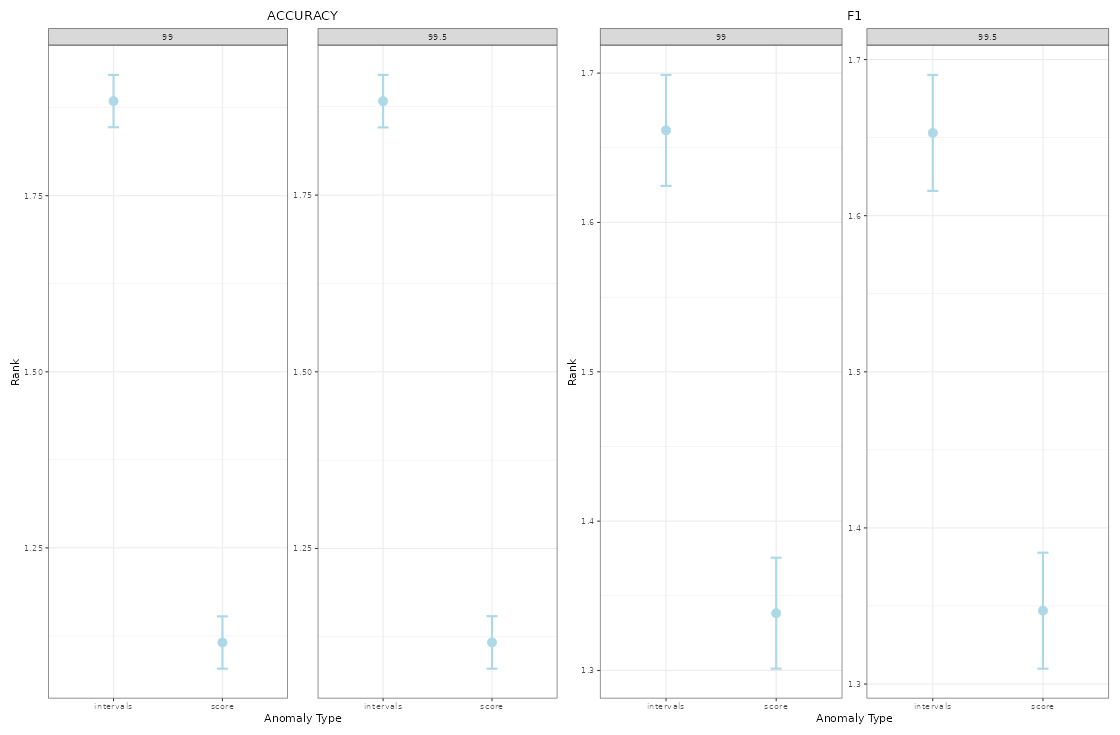 ACCURACY
F1
99
99.5
99
99.5
Rank
1.75
1.50
1.25
1.75
1.50
1.25
Rank
1.7
1.6
1.5
1.4
1.3
1.7
1.6
1.5
1.4
1.3
intervals
score
intervals
score
intervals
score
intervals
score
Anomaly Type
Anomaly Type